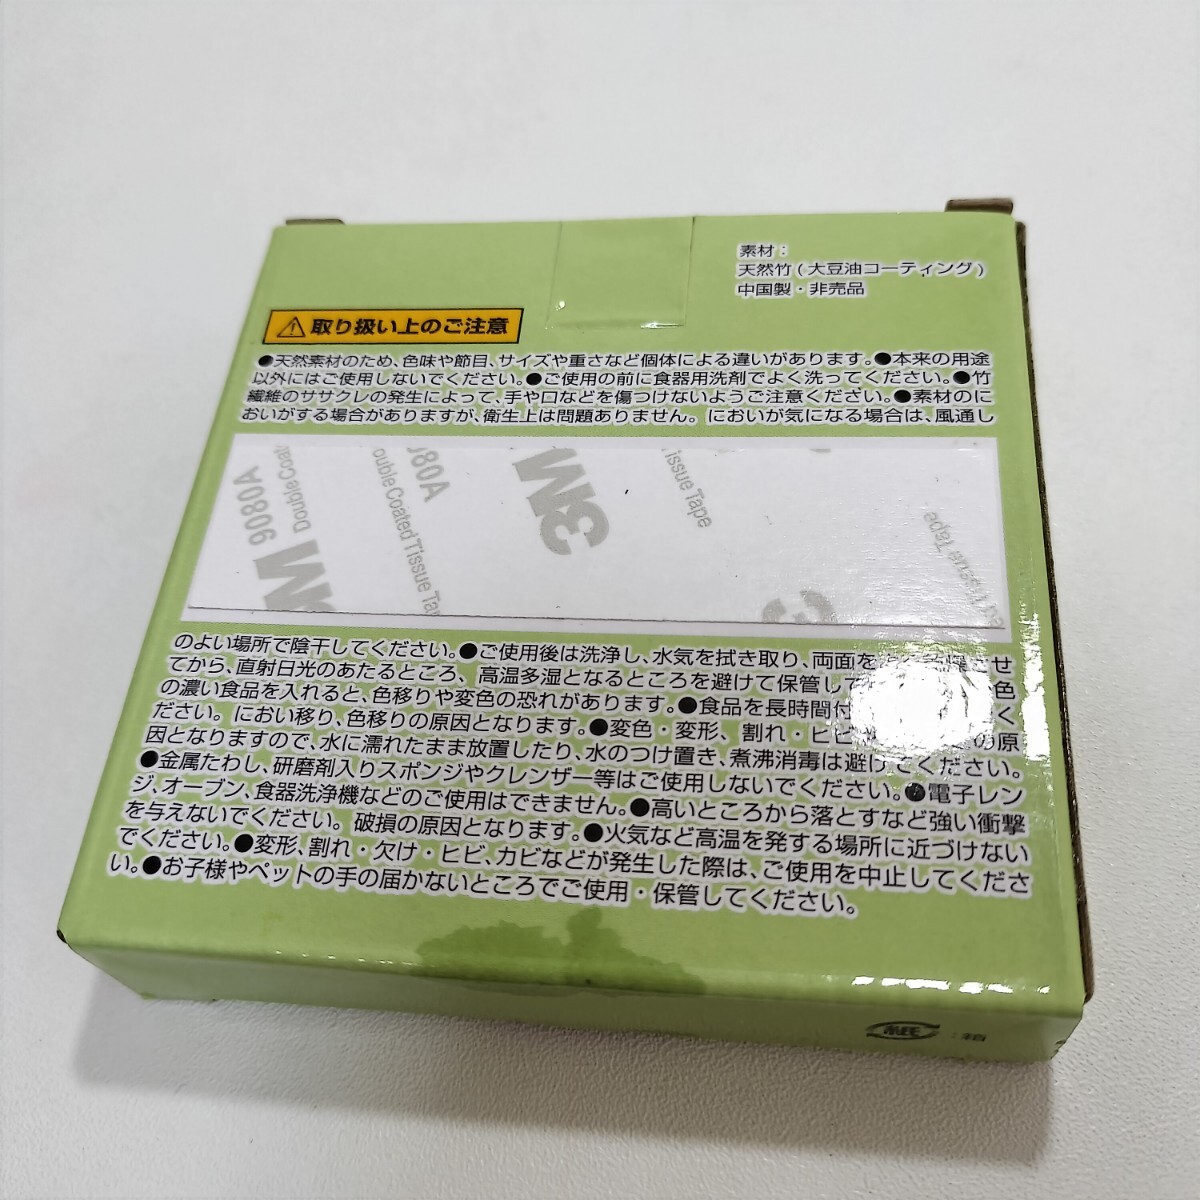 素材：
天然竹(大豆油コーティング)
中国製・非売品
取り扱い上のご注意
●天然素材のため、色味や節目、サイズや重さなど個体による違いがあります。●本来の用途
以外にはご使用しないでください。●ご使用の前に食器用洗剤でよく洗ってください。●竹
繊維のササクレの発生によって、手や口などを傷つけないようご注意ください。●素材のに
おいがする場合がありますが、衛生上は問題ありません。においが気になる場合は、風通し
9080A
Double Coat
3M
080A
ouble Coated Tissue Tap
3M
issue Tape
Tissue Tape
のよい場所で陰干してください。●ご使用後は洗浄し、水気を拭き取り、両面を
てから、直射日光のあたるところ、高温多湿となるところを避けて保管して 色
の濃い食品を入れると、色移りや変色の恐れがあります。●食品を長時間付 く
ださい。におい移り、色移りの原因となります。●変色・変形、割れ・ヒビ の原
因となりますので、水に濡れたまま放置したり、水のつけ置き、煮沸消毒は避けてください。
●金属たわし、研磨剤入りスポンジやクレンザー等はご使用しないでください。●電子レン
ジ、オーブン、食器洗浄機などのご使用はできません。●高いところから落とすなど強い衝撃
を与えないでください。破損の原因となります。●火気など高温を発する場所に近づけない
でください。●変形、割れ・欠け・ヒビ、カビなどが発生した際は、ご使用を中止してくださ
い。●お子様やペットの手の届かないところでご使用・保管してください。
紙：箱